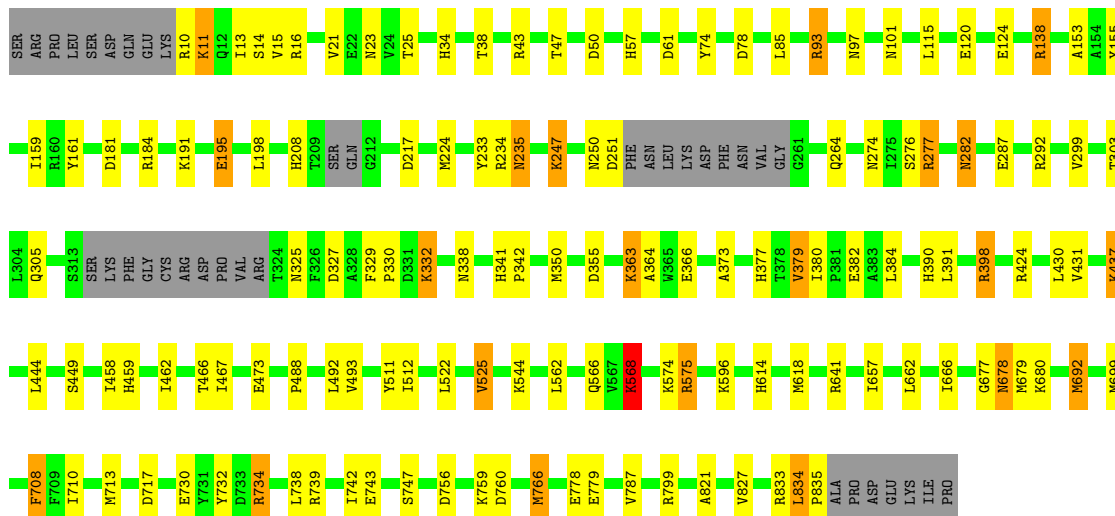 SER ARG PRO LEU SER ASP GLN GLU LYS R10 K11 Q12 I13 S14 V15 R16 V21 E22 N23 V24 T25 H34 T38 R43 T47 D50 H57 D61 Y74 D78 L85 R93 N97 N101 L115 E120 E124 R138 A153 A154 Y155
I159 R160 Y161 D181 R184 K191 E195 L198 H208 T209 SER GLN G212 D217 M224 Y233 R234 N235 K247 N250 D251 PHE ASN LEU LYS ASP PHE ASN VAL GLY G261 Q264 N274 I275 S276 R277 N282 E287 R292 V299 T303
L304 Q305 S313 SER LYS PHE GLY CYS ARG ASP PRO VAL ARG T324 N325 F326 D327 A328 F329 P330 D331 K332 N338 H341 P342 M350 D355 K363 A364 W365 E366 A373 H377 T378 V379 I380 P381 E382 A383 L384 H390 L391 R398 R424 L430 V431 K437
L444 S449 I458 H459 I462 T466 I467 E473 P488 L492 V493 Y511 I512 L522 V525 K544 L562 Q566 V567 K568 K574 R575 K596 H614 M618 R641 I657 L662 I666 G677 N678 M679 K680 M692 M699
F708 F709 I710 M713 D717 E730 Y731 Y732 D733 R734 L738 R739 I742 E743 S747 D756 K759 D760 M766 E778 E779 V787 R799 A821 V827 R833 L834 P835 ALA PRO ASP GLU LYS ILE PRO